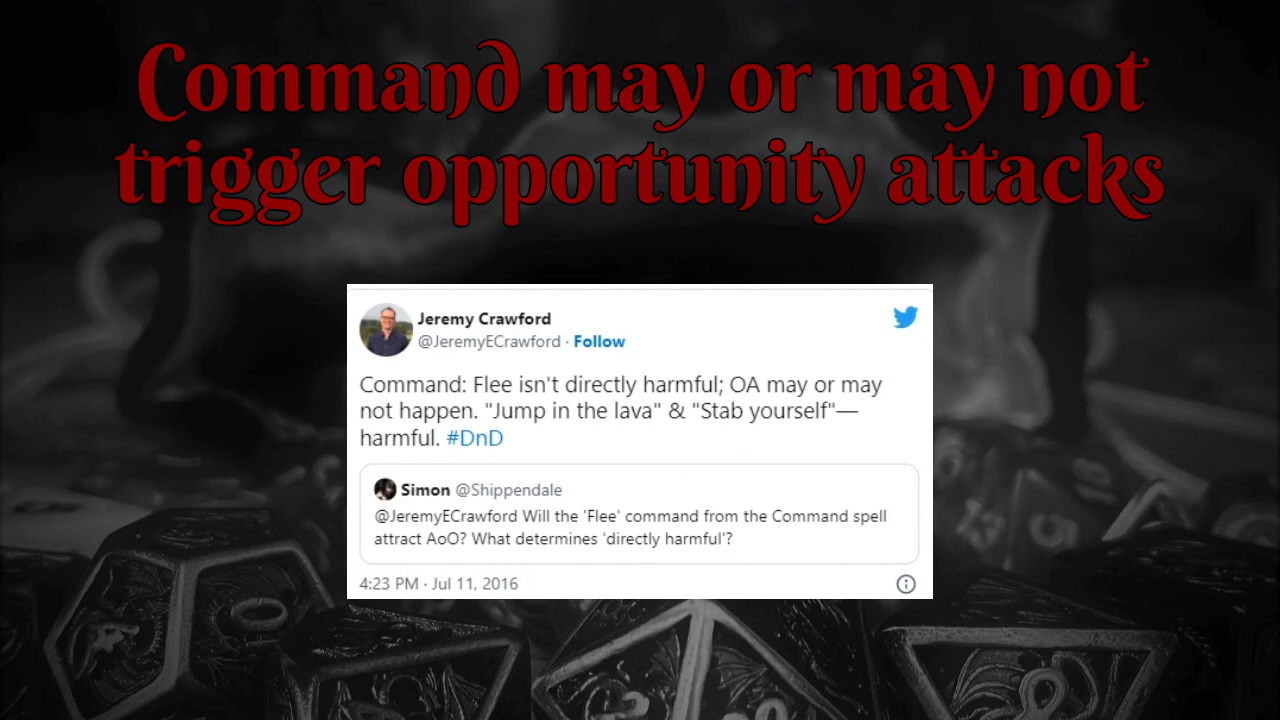 Command may or may not
trigger opportunity attacks
Jeremy Crawford
@JeremyECrawford · Follow
Command: Flee isn't directly harmful; OA may or may
not happen. "Jump in the lava" & "Stab yourself"—
harmful. #DnD
Simon @Shippendale
@JeremyECrawford Will the 'Flee' command from the Command spell
attract AoO? What determines 'directly harmful'?
4:23 PM · Jul 11, 2016